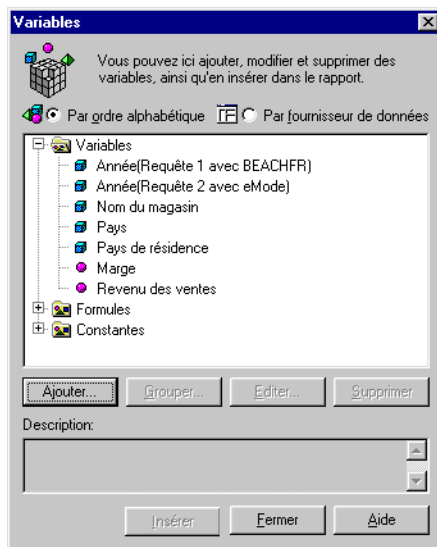 Variables
Vous pouvez ici ajouter, modifier et supprimer des
variables, ainsi qu'en insérer dans le rapport.
Par ordre alphabétique Par fournisseur de données
Variables
Année(Requête 1 avec BEACHFR)
Année(Requête 2 avec eMode)
Nom du magasin
Pays
Pays de résidence
Marge
Revenu des ventes
Formules
Constantes
Ajouter... Grouper... Editer... Supprimer
Description:
Insérer Fermer Aide